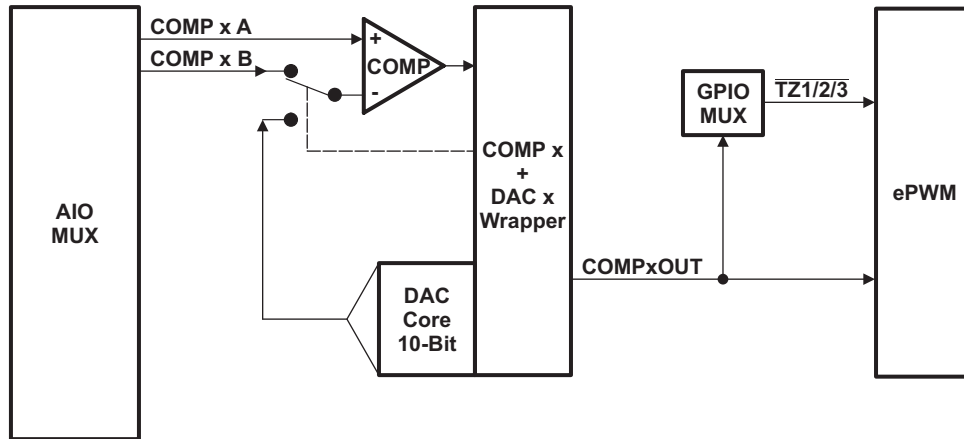 COMP x A
COMP x B
+
COMP
-
AIO
MUX
COMP x
+
DAC x
Wrapper
DAC
Core
10-Bit
COMPxOUT
GPIO
MUX
TZ1/2/3
ePWM